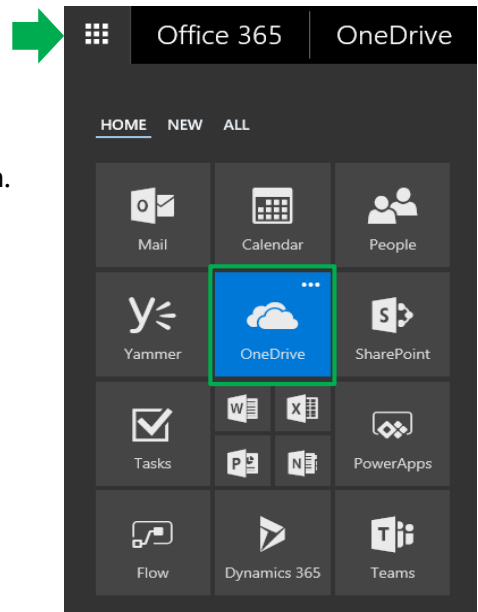 Office 365 OneDrive
HOME NEW ALL
n.
Mail Calendar People
Yammer OneDrive SharePoint
W X
P N
Tasks PowerApps
Flow Dynamics 365 Teams